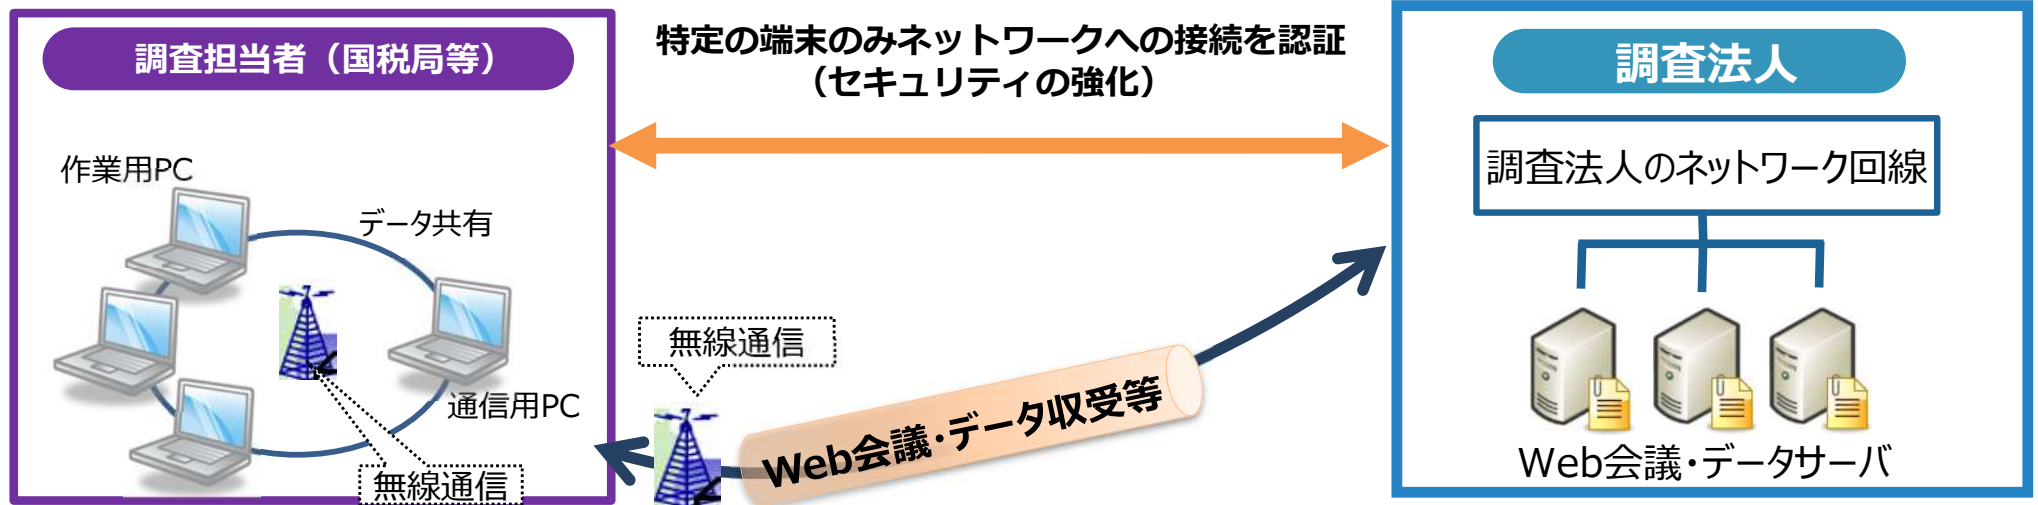 調査担当者（国税局等）
特定の端末のみネットワークへの接続を認証
（セキュリティの強化）
調査法人
作業用PC
データ共有
通信用PC
無線通信
無線通信
Web会議・データ収受等
調査法人のネットワーク回線
Web会議・データサーバ